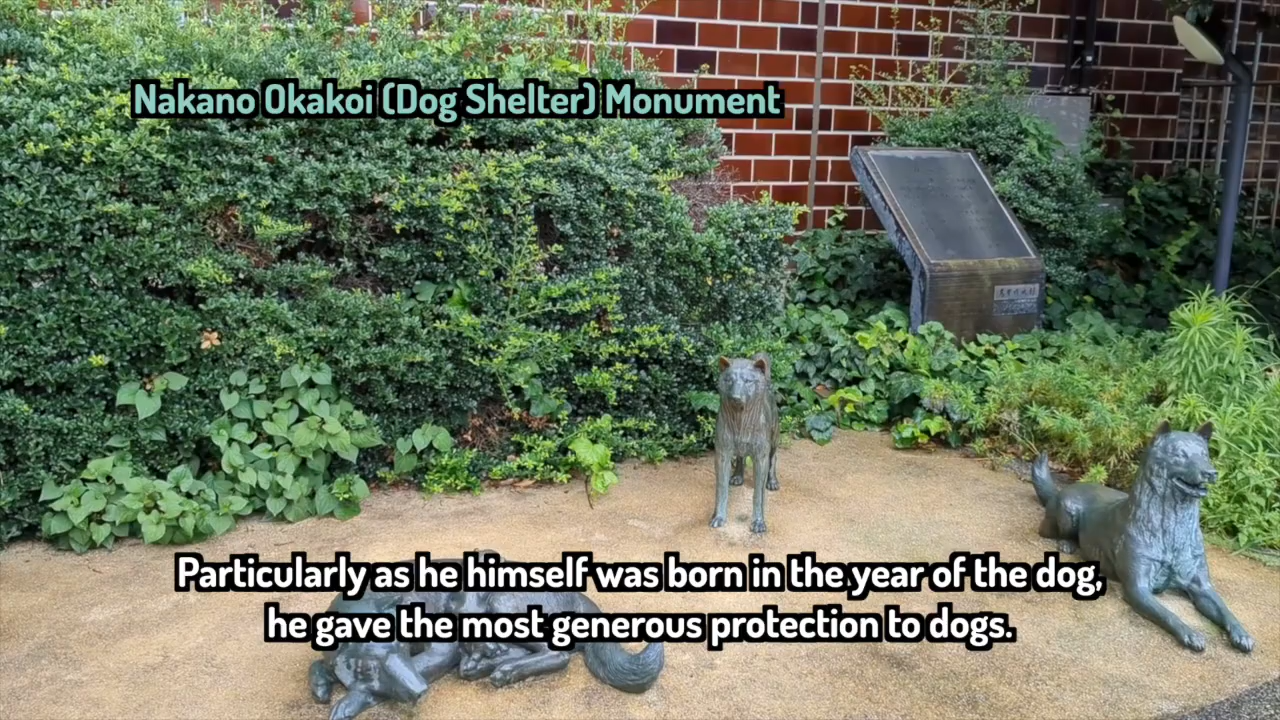 Nakano Okakoi (Dog Shelter) Monument
Particularly as he himself was born in the year of the dog,
he gave the most generous protection to dogs.